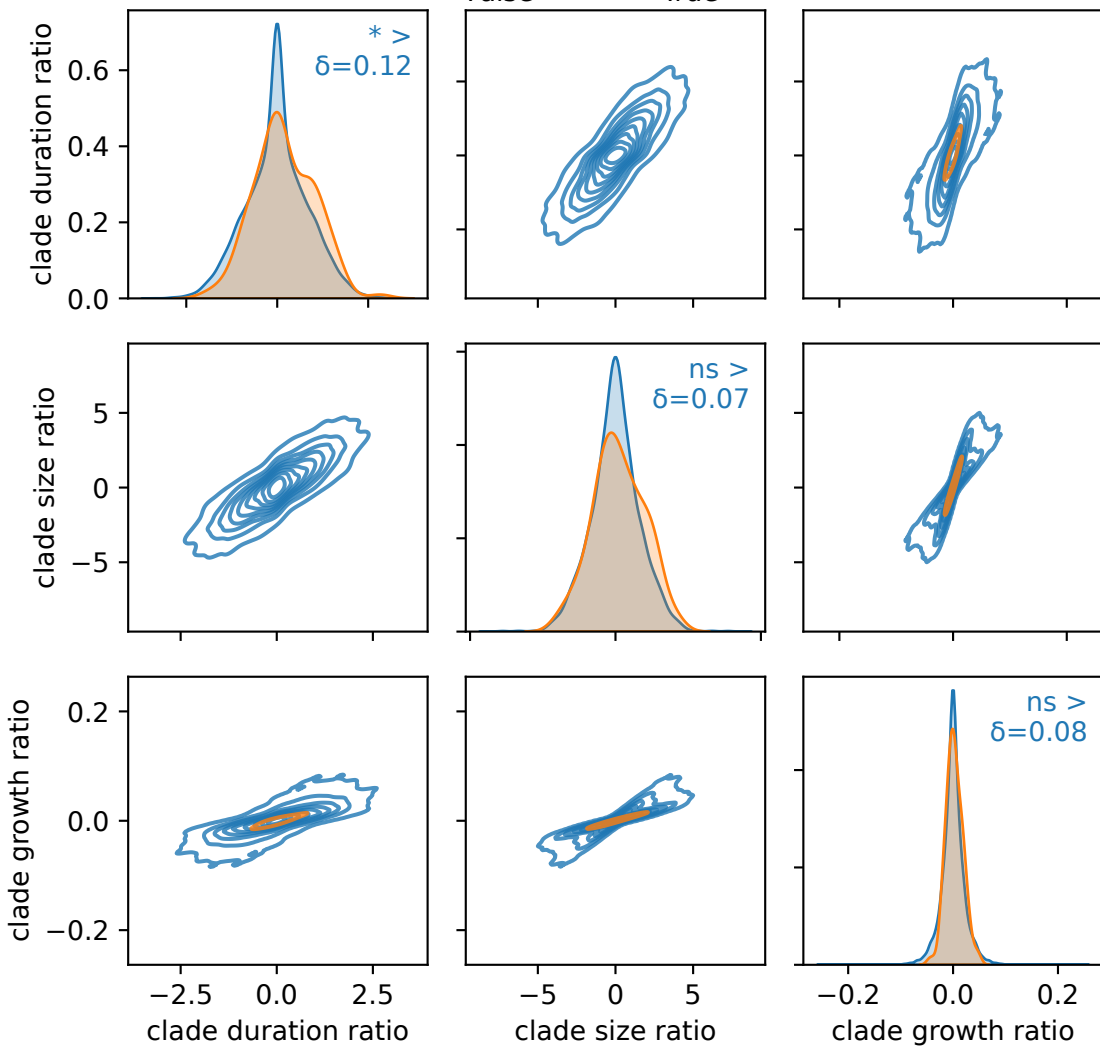 False True
clade duration ratio
0.6
0.4
0.2
0.0
* >
δ=0.12
clade size ratio
5
0
−5
ns >
δ=0.07
clade growth ratio
0.2
0.0
−0.2
ns >
δ=0.08
−2.5 0.0 2.5
−5 0 5
−0.2 0.0 0.2
clade duration ratio
clade size ratio
clade growth ratio